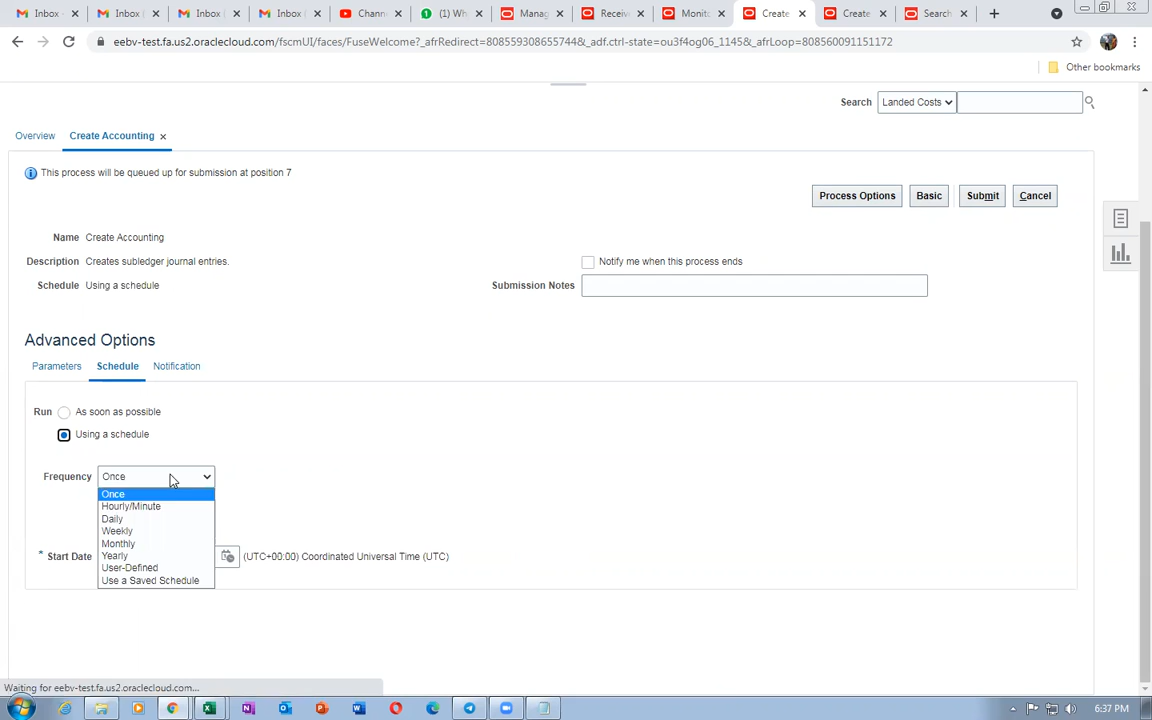 Inbox
Inbox (
Inbox (
Inbox (
Chann
(1) Wh
Manag
Receiv
Monito
Create
Create
Search
eebv-test.fa.us2.oraclecloud.com/fscmUI/faces/FuseWelcome?_afrRedirect=808559308655744&_adf.ctrl-state=ou3f4og06_1145&_afrLoop=808560091151172
Other bookmarks
Search Landed Costs
Overview Create Accounting
This process will be queued up for submission at position 7
Process Options Basic Submit Cancel
Name Create Accounting
Description Creates subledger journal entries.
Notify me when this process ends
Schedule Using a schedule
Submission Notes
Advanced Options
Parameters Schedule Notification
Run As soon as possible
Using a schedule
Frequency Once
Once
Hourly/Minute
Daily
Weekly
Monthly
Yearly
User-Defined
Use a Saved Schedule
* Start Date (UTC+00:00) Coordinated Universal Time (UTC)
Waiting for eebv-test.fa.us2.oraclecloud.com...
6:37 PM